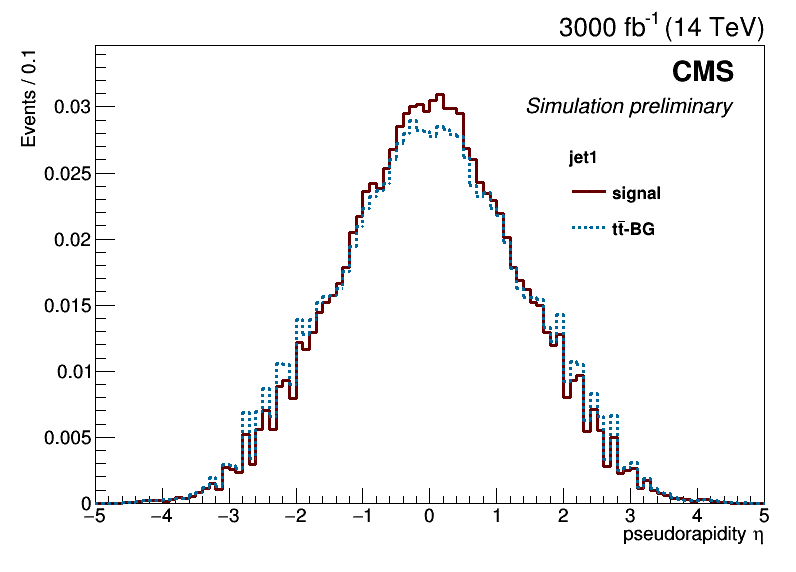 3000 fb⁻¹ (14 TeV)
Events / 0.1
CMS
Simulation preliminary
jet1
signal
tt̄-BG
0.03
0.025
0.02
0.015
0.01
0.005
0
−5 −4 −3 −2 −1 0 1 2 3 4 5
pseudorapidity η